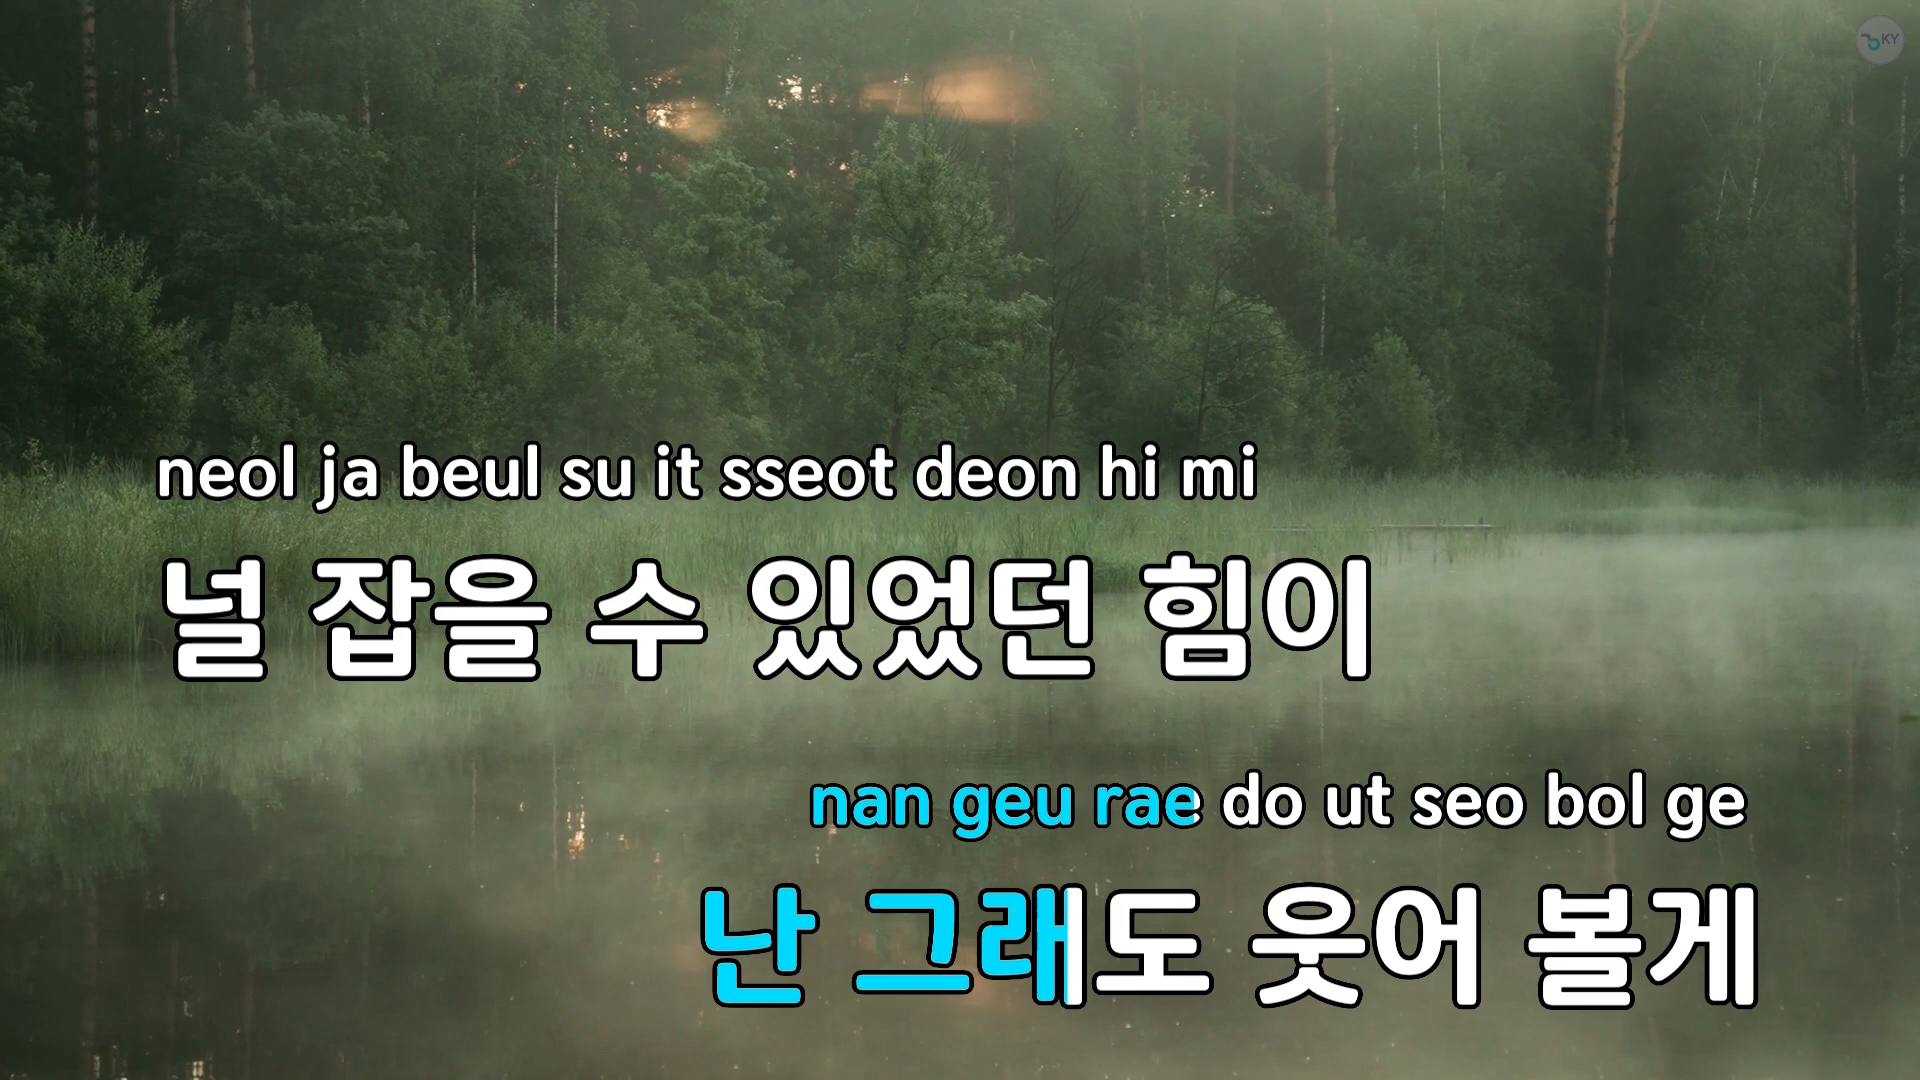 KY
neol ja beul su it sseot deon hi mi
널 잡을 수 있었던 힘이
nan geu rae do ut seo bol ge
난 그래도 웃어 볼게